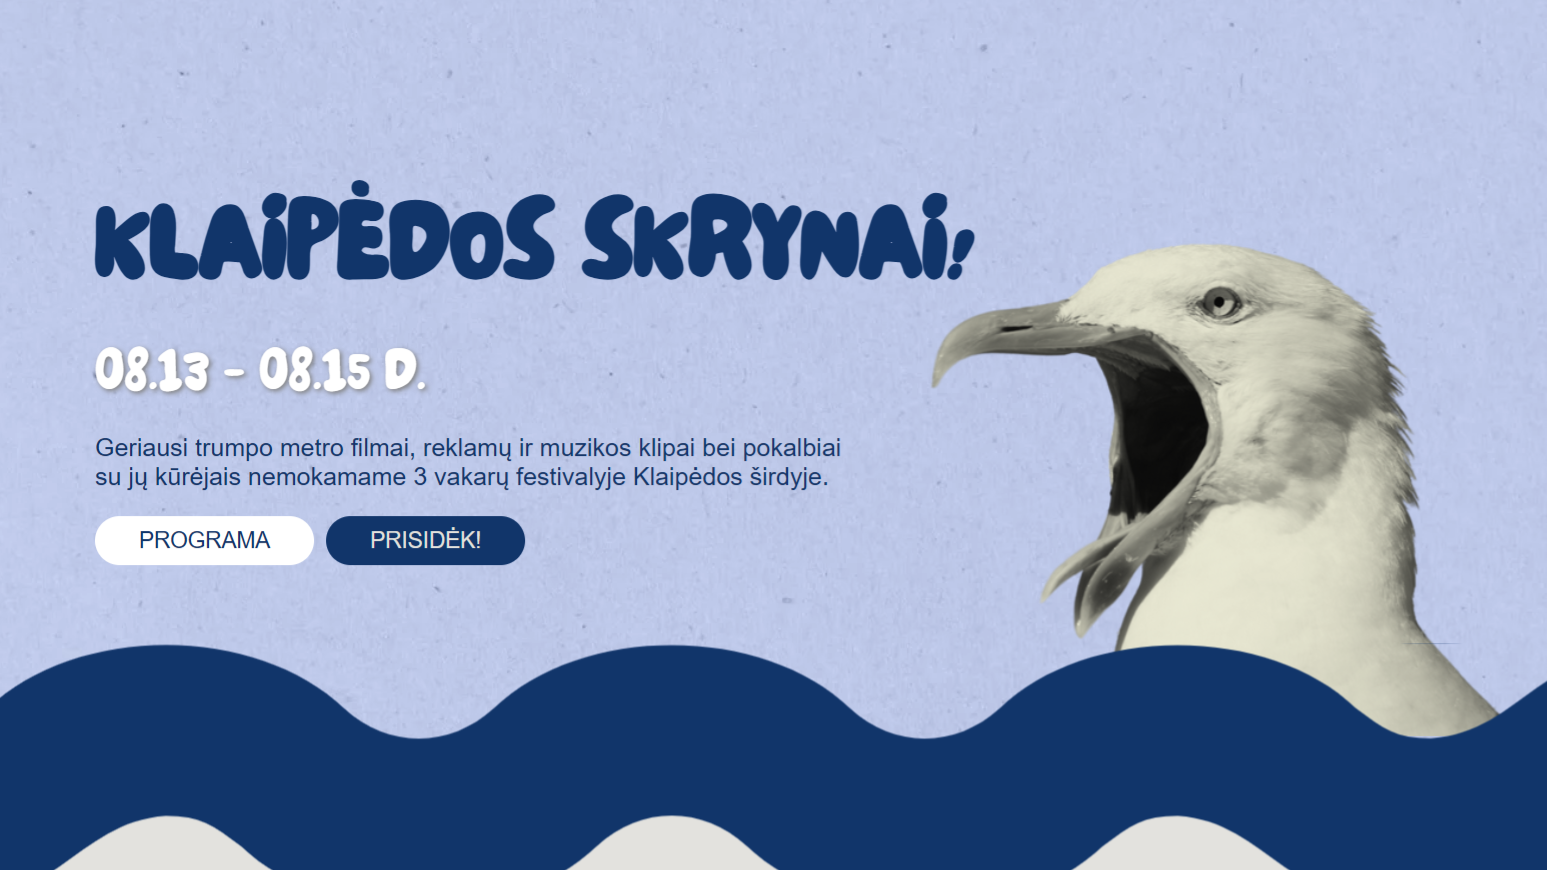 KLAIPĖDOS SKRYNAI!
08.13 - 08.15 D.
Geriausi trumpo metro filmai, reklamų ir muzikos klipai bei pokalbiai
su jų kūrėjais nemokamame 3 vakarų festivalyje Klaipėdos širdyje.
PROGRAMA PRISIDĖK!